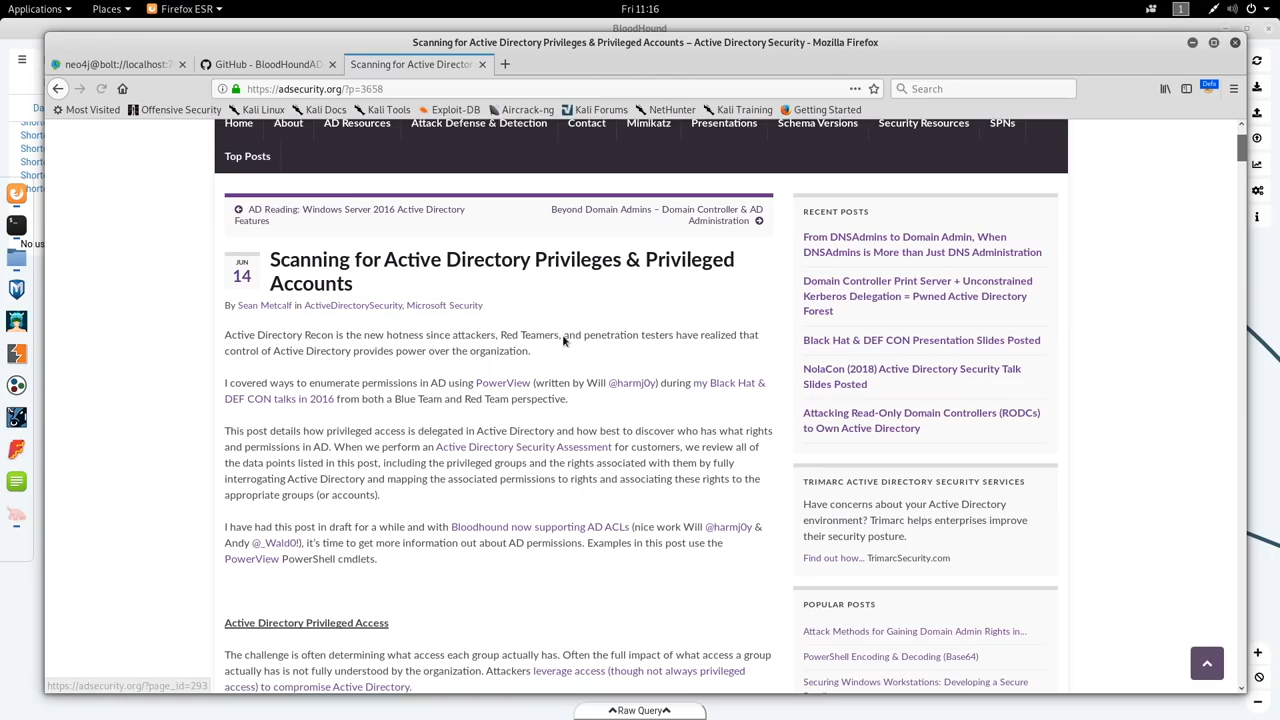 Applications
Places
Firefox ESR
Fri 11:16
1
BloodHound
Scanning for Active Directory Privileges & Privileged Accounts – Active Directory Security - Mozilla Firefox
neo4j@bolt://localhost:7
GitHub - BloodHoundAD
Scanning for Active Director
https://adsecurity.org/?p=3658
Search
Defa
Most Visited
Offensive Security
Kali Linux
Kali Docs
Kali Tools
Exploit-DB
Aircrack-ng
Kali Forums
NetHunter
Kali Training
Getting Started
Da
Short
Short
Short
Short
Short
No us
Home
About
AD Resources
Attack Defense & Detection
Contact
Mimikatz
Presentations
Schema Versions
Security Resources
SPNs
Top Posts
AD Reading: Windows Server 2016 Active Directory
Features
Beyond Domain Admins – Domain Controller & AD
Administration
JUN
14
Scanning for Active Directory Privileges & Privileged
Accounts
By Sean Metcalf in ActiveDirectorySecurity, Microsoft Security
Active Directory Recon is the new hotness since attackers, Red Teamers, and penetration testers have realized that
control of Active Directory provides power over the organization.
I covered ways to enumerate permissions in AD using PowerView (written by Will @harmj0y) during my Black Hat &
DEF CON talks in 2016 from both a Blue Team and Red Team perspective.
This post details how privileged access is delegated in Active Directory and how best to discover who has what rights
and permissions in AD. When we perform an Active Directory Security Assessment for customers, we review all of
the data points listed in this post, including the privileged groups and the rights associated with them by fully
interrogating Active Directory and mapping the associated permissions to rights and associating these rights to the
appropriate groups (or accounts).
I have had this post in draft for a while and with Bloodhound now supporting AD ACLs (nice work Will @harmj0y &
Andy @_Wald0!), it's time to get more information out about AD permissions. Examples in this post use the
PowerView PowerShell cmdlets.
Active Directory Privileged Access
The challenge is often determining what access each group actually has. Often the full impact of what access a group
actually has is not fully understood by the organization. Attackers leverage access (though not always privileged
access) to compromise Active Directory.
RECENT POSTS
From DNSAdmins to Domain Admin, When
DNSAdmins is More than Just DNS Administration
Domain Controller Print Server + Unconstrained
Kerberos Delegation = Pwned Active Directory
Forest
Black Hat & DEF CON Presentation Slides Posted
NolaCon (2018) Active Directory Security Talk
Slides Posted
Attacking Read-Only Domain Controllers (RODCs)
to Own Active Directory
TRIMARC ACTIVE DIRECTORY SECURITY SERVICES
Have concerns about your Active Directory
environment? Trimarc helps enterprises improve
their security posture.
Find out how... TrimarcSecurity.com
POPULAR POSTS
Attack Methods for Gaining Domain Admin Rights in...
PowerShell Encoding & Decoding (Base64)
Securing Windows Workstations: Developing a Secure
https://adsecurity.org/?page_id=293
Raw Query